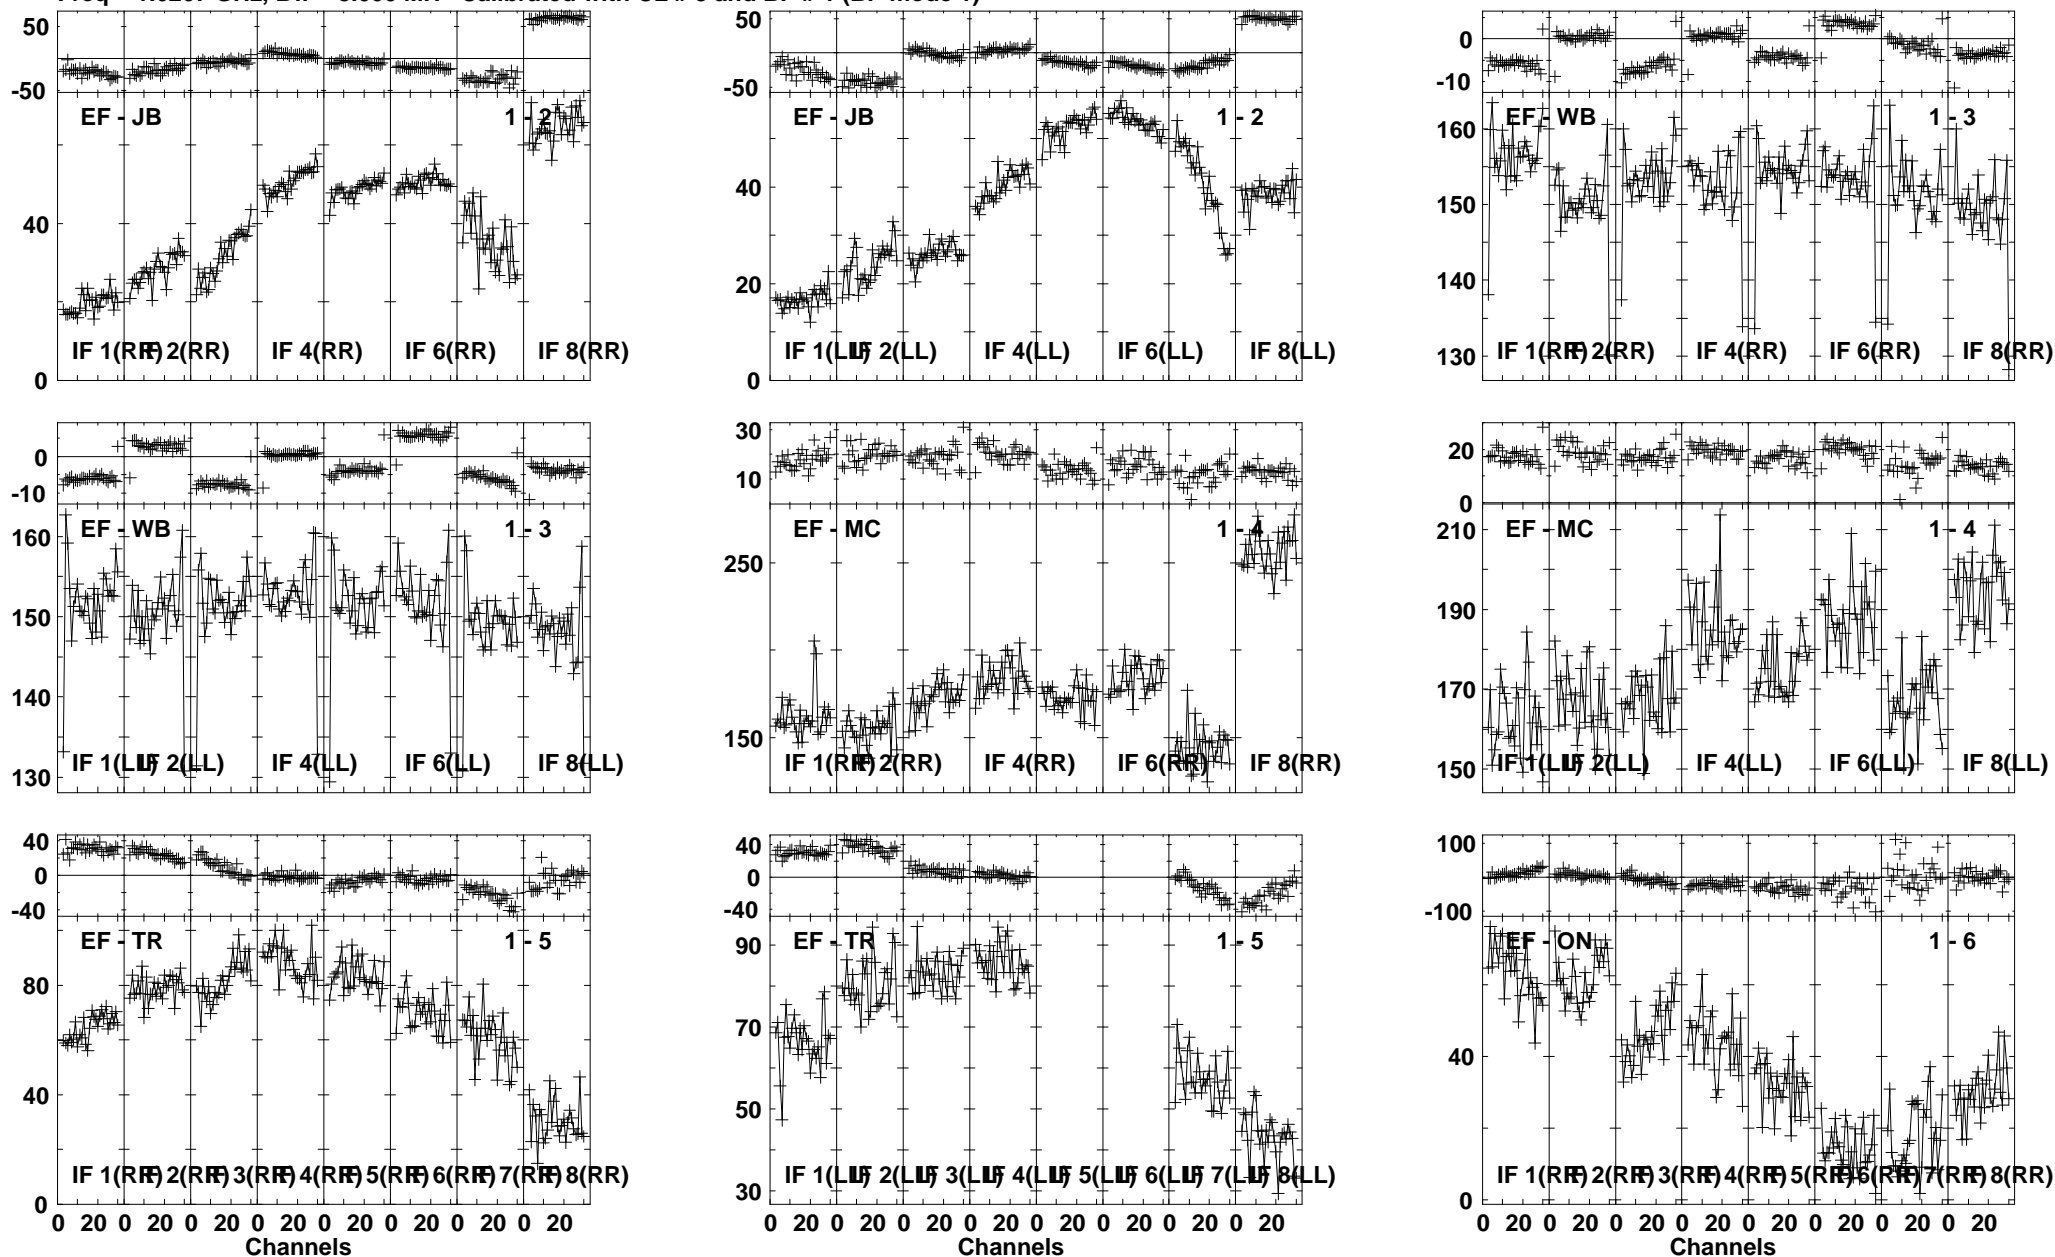 50
-50
EF - JB
1 - 2
40
0
IF 1(RR)
IF 2(RR)
IF 4(RR)
IF 6(RR)
IF 8(RR)
50
-50
EF - JB
1 - 2
40
20
0
IF 1(LL)
IF 2(LL)
IF 4(LL)
IF 6(LL)
IF 8(LL)
0
-10
EF - WB
1 - 3
160
150
140
130
IF 1(RR)
IF 2(RR)
IF 4(RR)
IF 6(RR)
IF 8(RR)
0
-10
EF - WB
1 - 3
160
150
140
130
IF 1(LL)
IF 2(LL)
IF 4(LL)
IF 6(LL)
IF 8(LL)
30
10
EF - MC
1 - 4
250
150
IF 1(RR)
IF 2(RR)
IF 4(RR)
IF 6(RR)
IF 8(RR)
20
0
EF - MC
1 - 4
210
190
170
150
IF 1(LL)
IF 2(LL)
IF 4(LL)
IF 6(LL)
IF 8(LL)
40
0
-40
EF - TR
1 - 5
80
40
0
IF 1(RR)
IF 2(RR)
IF 3(RR)
IF 4(RR)
IF 5(RR)
IF 6(RR)
IF 7(RR)
IF 8(RR)
0 20 0 20 0 20 0 20 0 20 0 20 0 20 0 20
Channels
40
0
-40
EF - TR
1 - 5
90
70
50
30
IF 1(LL)
IF 2(LL)
IF 3(LL)
IF 4(LL)
IF 5(LL)
IF 6(LL)
IF 7(LL)
IF 8(LL)
0 20 0 20 0 20 0 20 0 20 0 20 0 20 0 20
Channels
100
0
-100
EF - ON
1 - 6
40
0
IF 1(RR)
IF 2(RR)
IF 3(RR)
IF 4(RR)
IF 5(RR)
IF 6(RR)
IF 7(RR)
IF 8(RR)
0 20 0 20 0 20 0 20 0 20 0 20 0 20 0 20
Channels